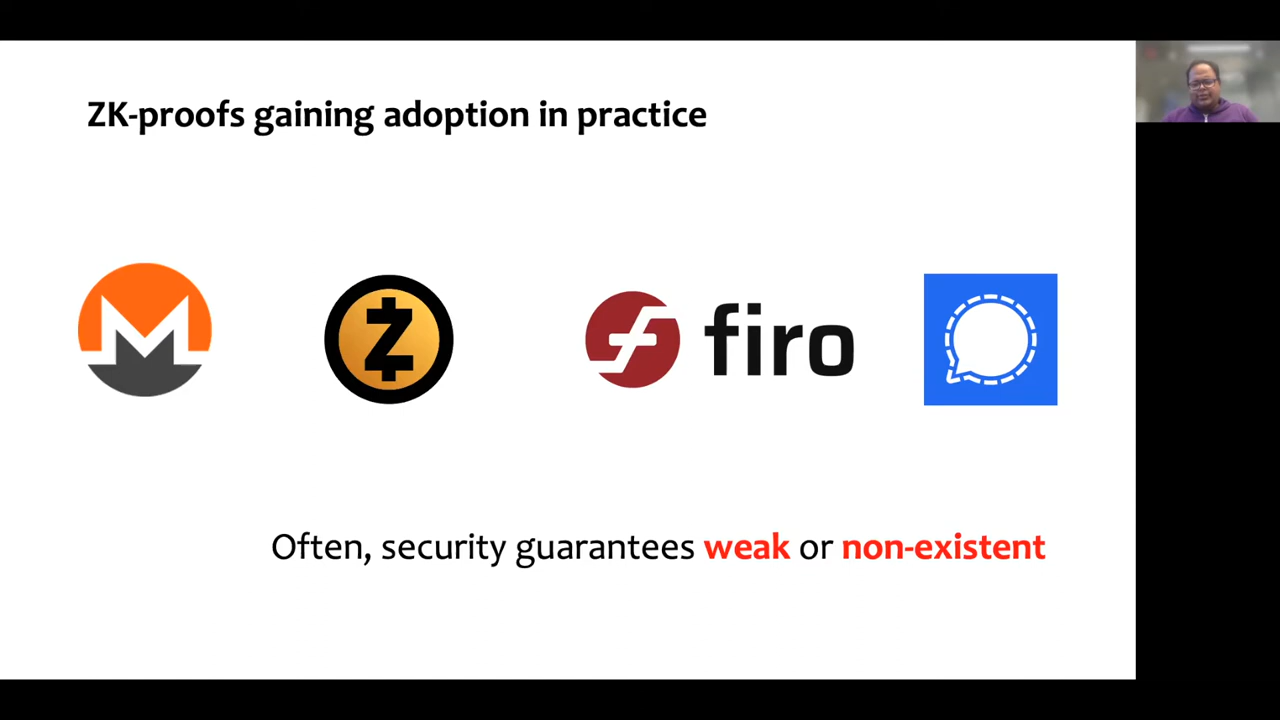 ZK-proofs gaining adoption in practice
firo
Often, security guarantees weak or non-existent